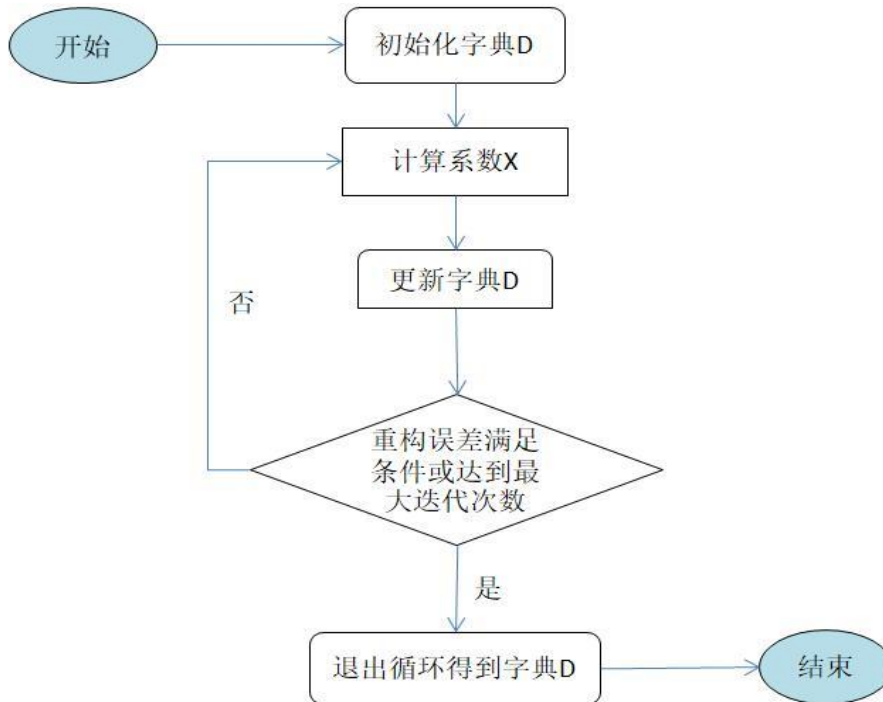 开始
初始化字典D
计算系数X
更新字典D
否
重构误差满足
条件或达到最
大迭代次数
是
退出循环得到字典D
结束